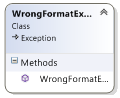 WrongFormatEx...
Class
Exception
Methods
WrongFormatE...